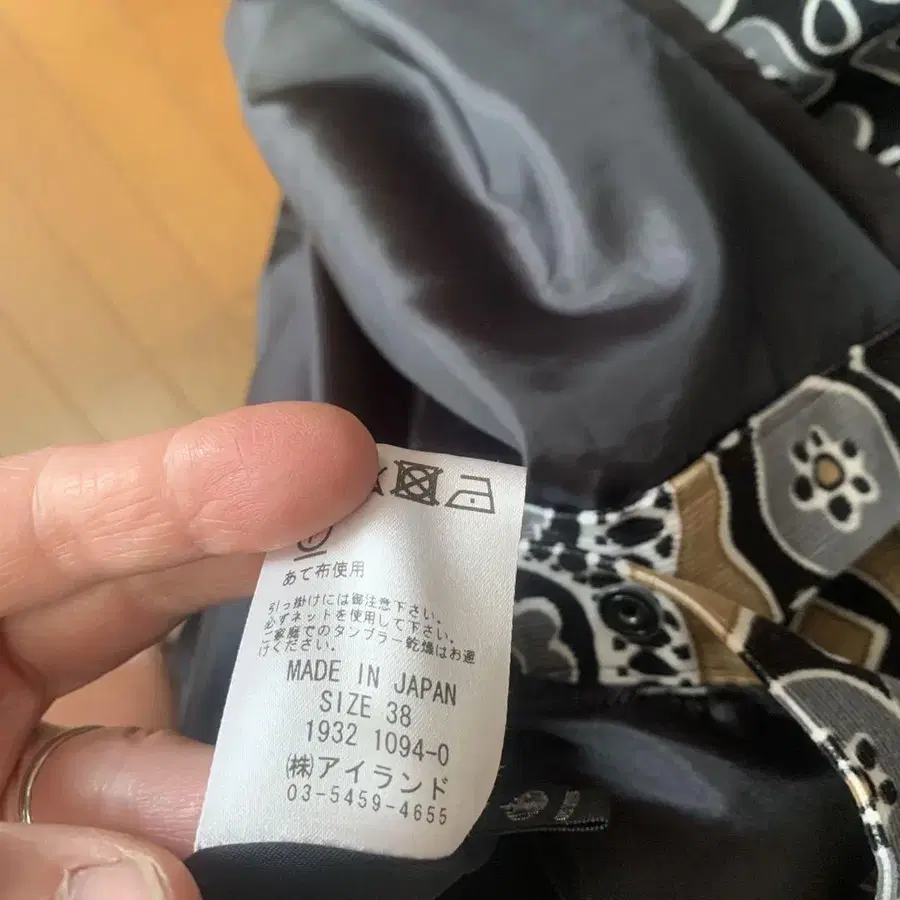 あて布使用
引っ掛けには御注意下さい。
必ずネットを使用して下さい。
ご家庭でのタンブラー乾燥はお避
けください。
MADE IN JAPAN
SIZE 38
1932 1094-0
㈱アイランド
03-5459-4655